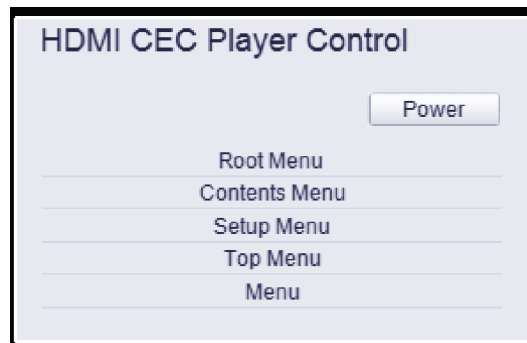 HDMI CEC Player Control
Power
Root Menu
Contents Menu
Setup Menu
Top Menu
Menu